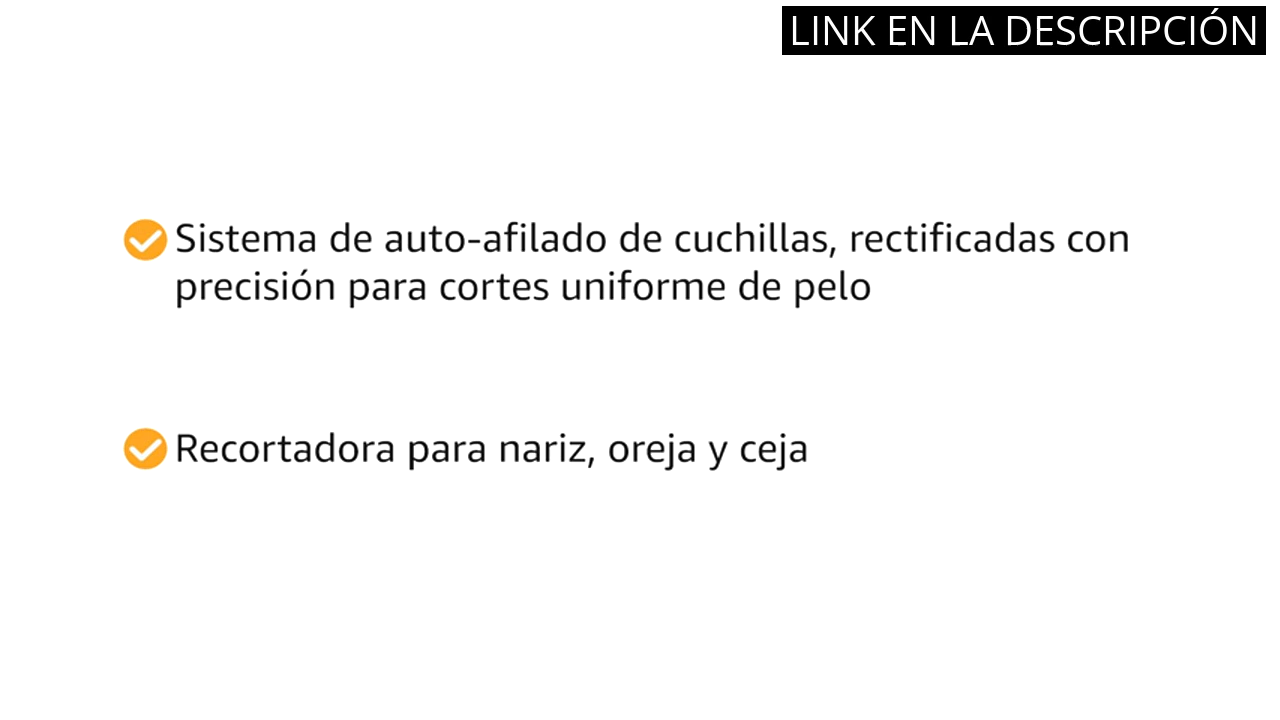 LINK EN LA DESCRIPCIÓN
Sistema de auto-afilado de cuchillas, rectificadas con
precisión para cortes uniforme de pelo
Recortadora para nariz, oreja y ceja